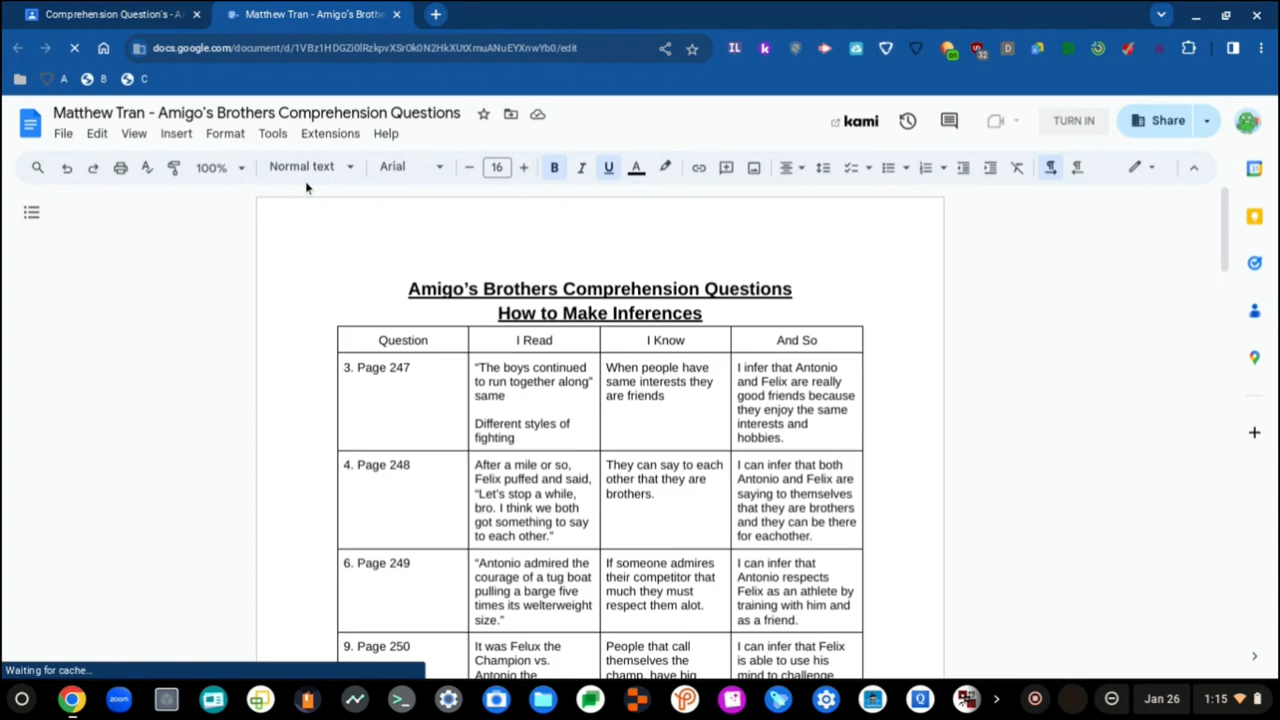 Comprehension Question's - A
Matthew Tran - Amigo's Brothe
docs.google.com/document/d/1VBz1HDGZi0lRzkpvXSrOk0N2HkXUtXmuANuEYXnwYb0/edit
A B C
Matthew Tran - Amigo's Brothers Comprehension Questions
File Edit View Insert Format Tools Extensions Help
kami
TURN IN
Share
100% Normal text Arial 16 B I U A
Amigo's Brothers Comprehension Questions
How to Make Inferences
Question I Read I Know And So
3. Page 247
"The boys continued
to run together along"
same
Different styles of
fighting
When people have
same interests they
are friends
I infer that Antonio
and Felix are really
good friends because
they enjoy the same
interests and
hobbies.
4. Page 248
After a mile or so,
Felix puffed and said,
"Let's stop a while,
bro. I think we both
got something to say
to each other."
They can say to each
other that they are
brothers.
I can infer that both
Antonio and Felix are
saying to themselves
that they are brothers
and they can be there
for eachother.
6. Page 249
"Antonio admired the
courage of a tug boat
pulling a barge five
times its welterweight
size."
If someone admires
their competitor that
much they must
respect them alot.
I can infer that
Antonio respects
Felix as an athlete by
training with him and
as a friend.
9. Page 250
It was Felux the
Champion vs.
Antonio the
People that call
themselves the
champ, have big
I can infer that Felix
is able to use his
mind to challenge
Waiting for cache...
zoom
Jan 26 1:15